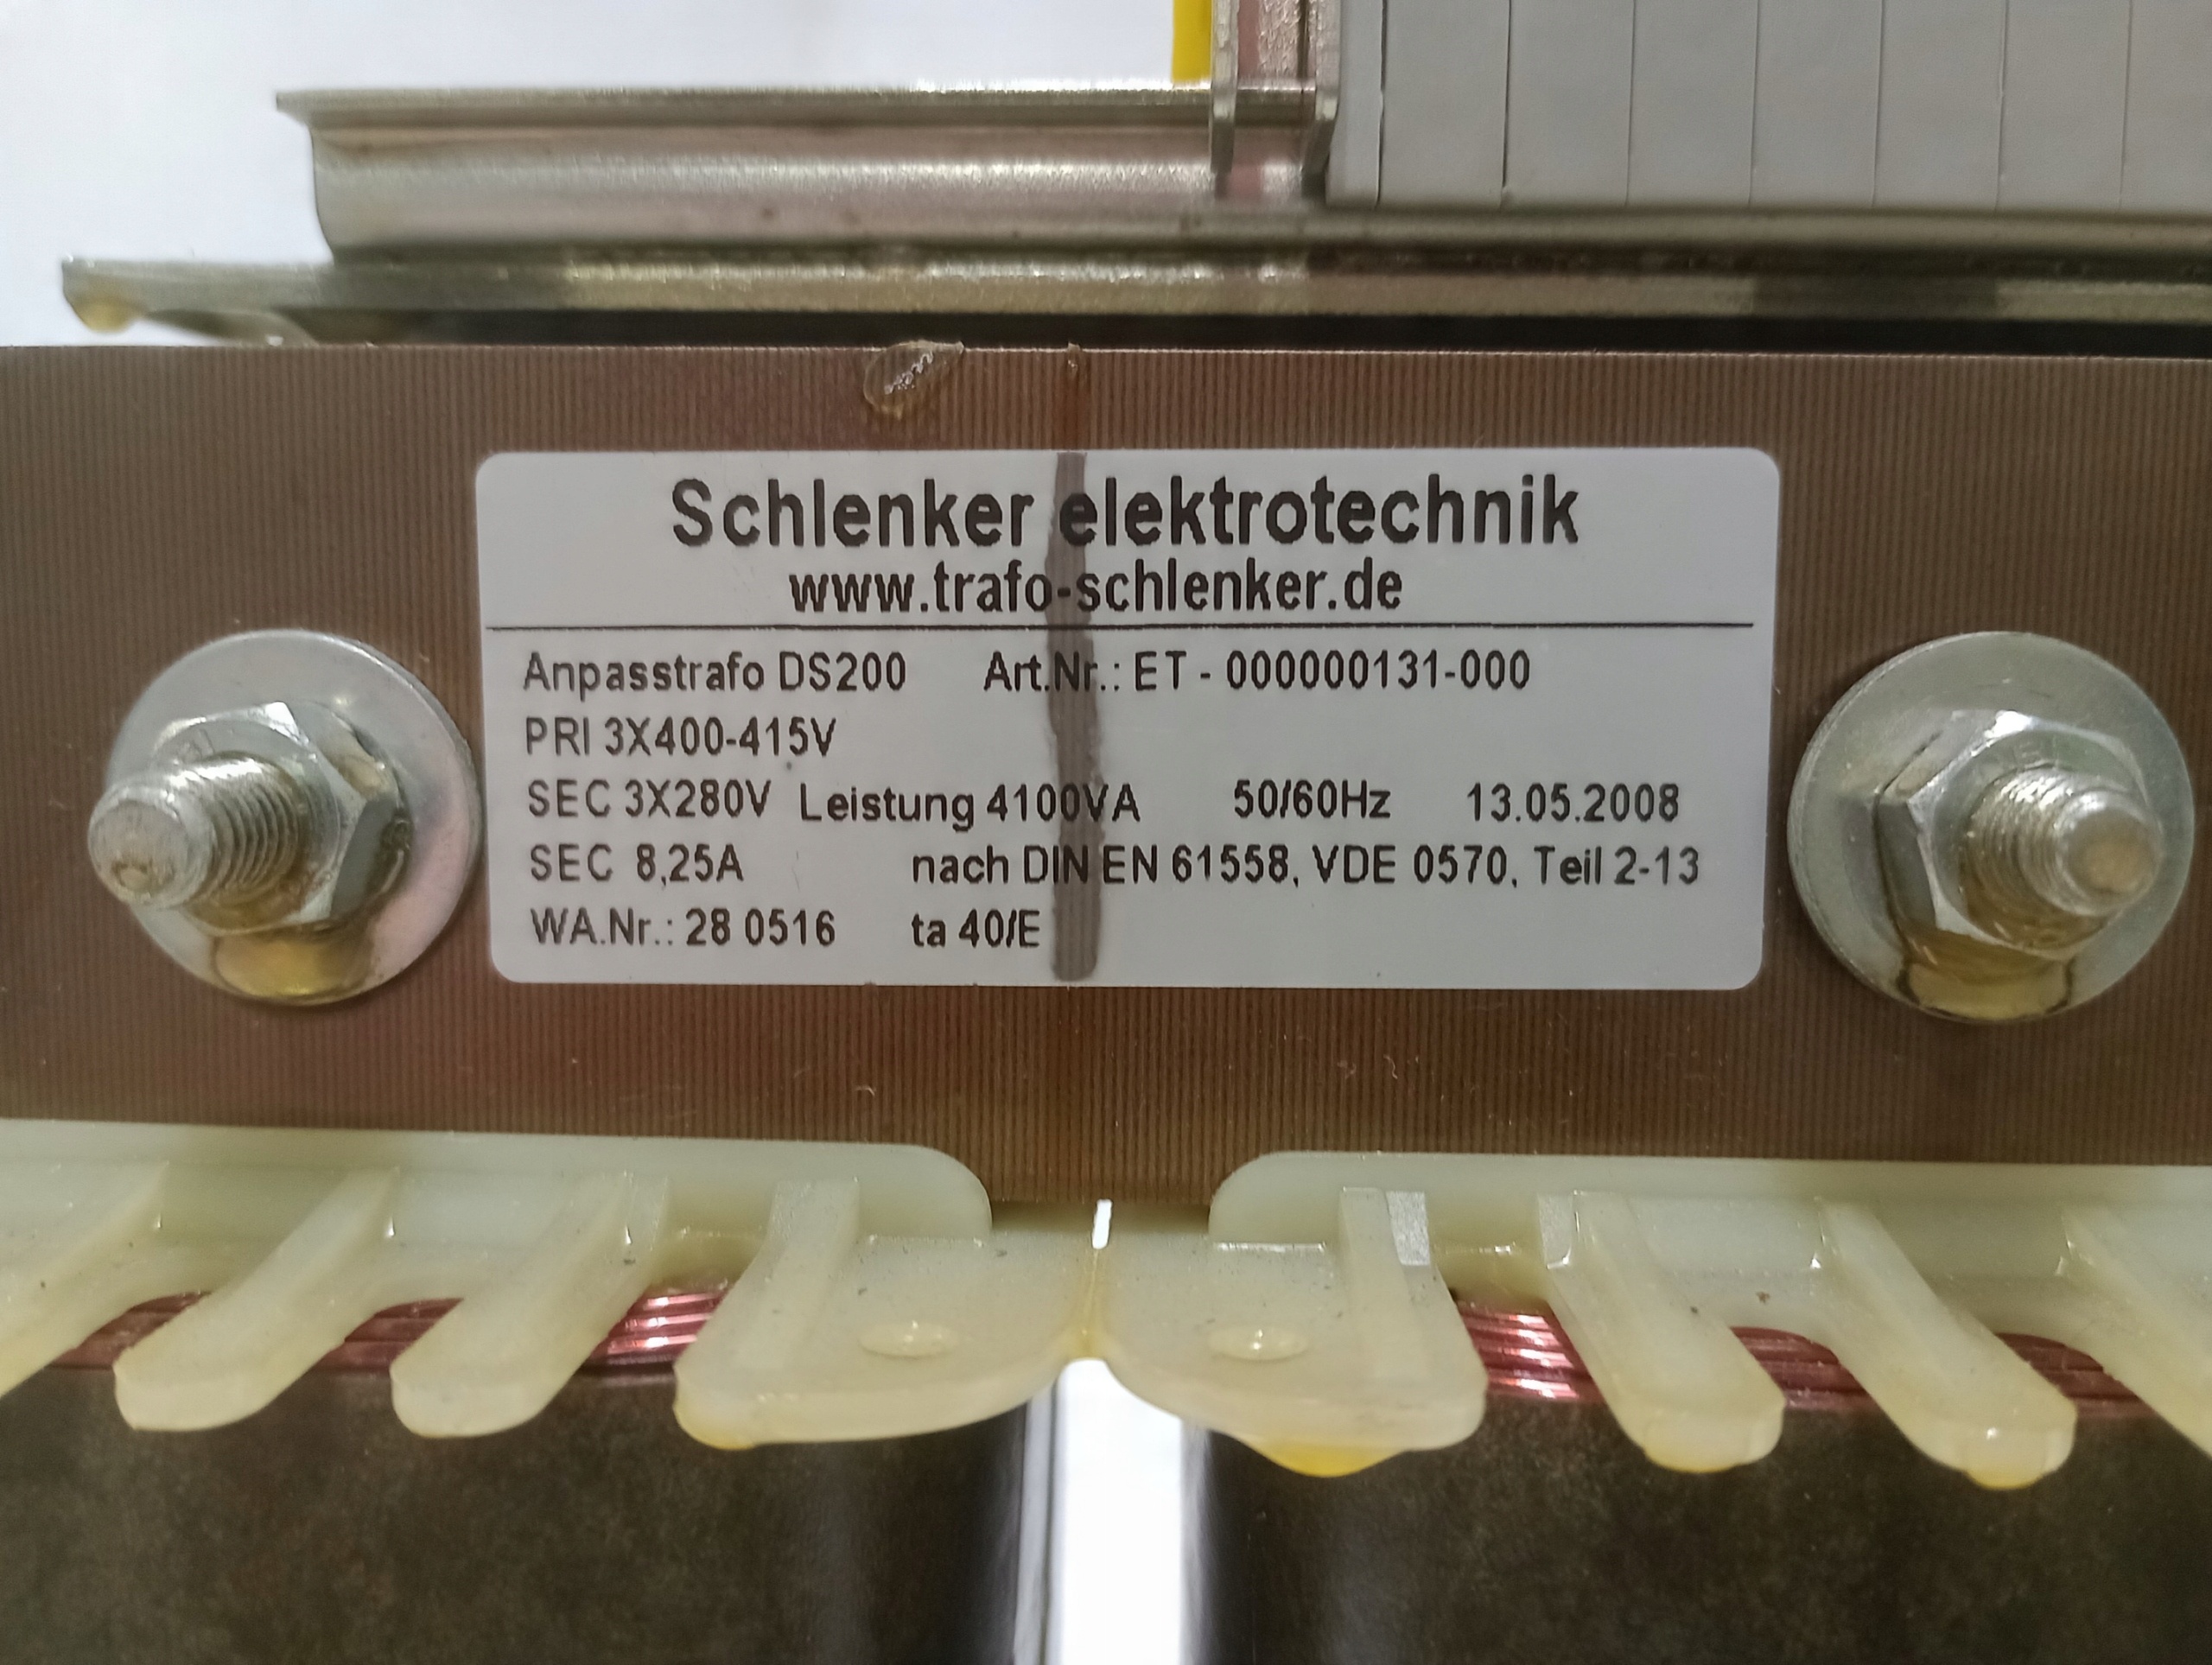 Schlenker elektrotechnik
www.trafo-schlenker.de
Anpasstrafo DS200 Art.Nr.: ET - 000000131-000
PRI 3X400-415V
SEC 3X280V Leistung 4100VA 50/60Hz 13.05.2008
SEC 8,25A nach DIN EN 61558, VDE 0570, Teil 2-13
WA.Nr.: 28 0516 ta 40/E